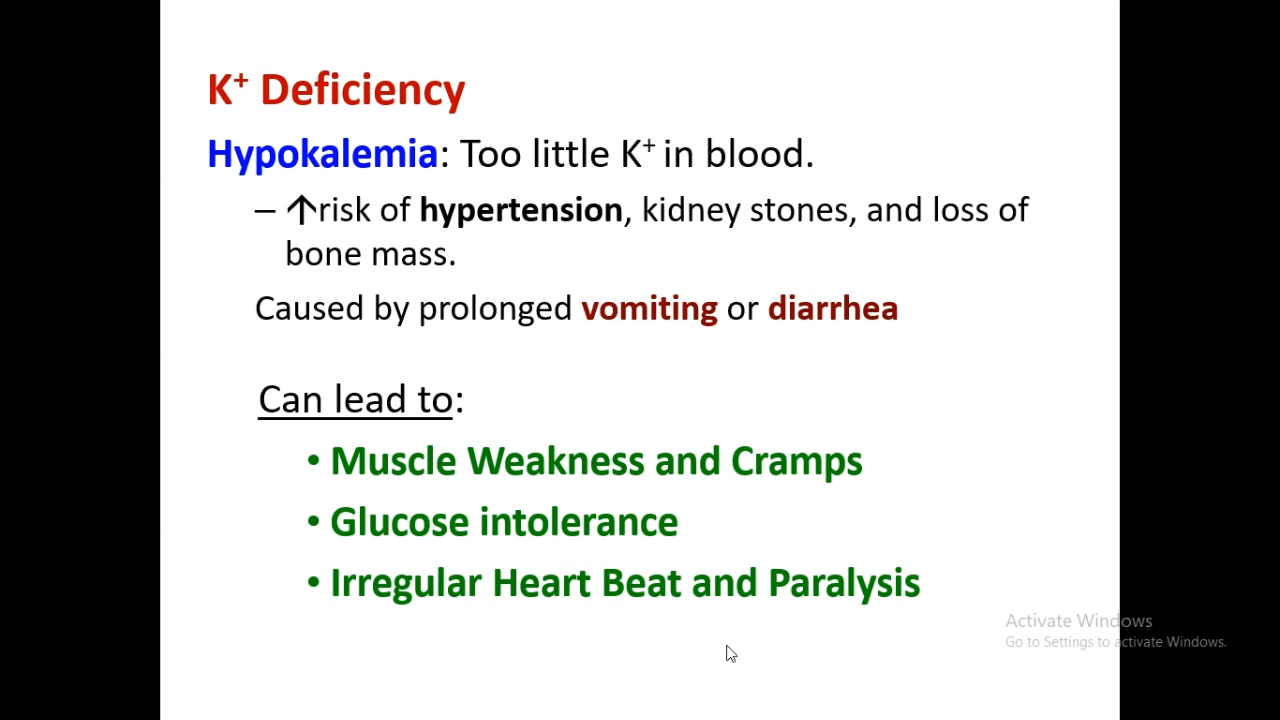 K⁺ Deficiency
Hypokalemia: Too little K⁺ in blood.
– ↑risk of hypertension, kidney stones, and loss of
bone mass.
Caused by prolonged vomiting or diarrhea
Can lead to:
• Muscle Weakness and Cramps
• Glucose intolerance
• Irregular Heart Beat and Paralysis
Activate Windows
Go to Settings to activate Windows.